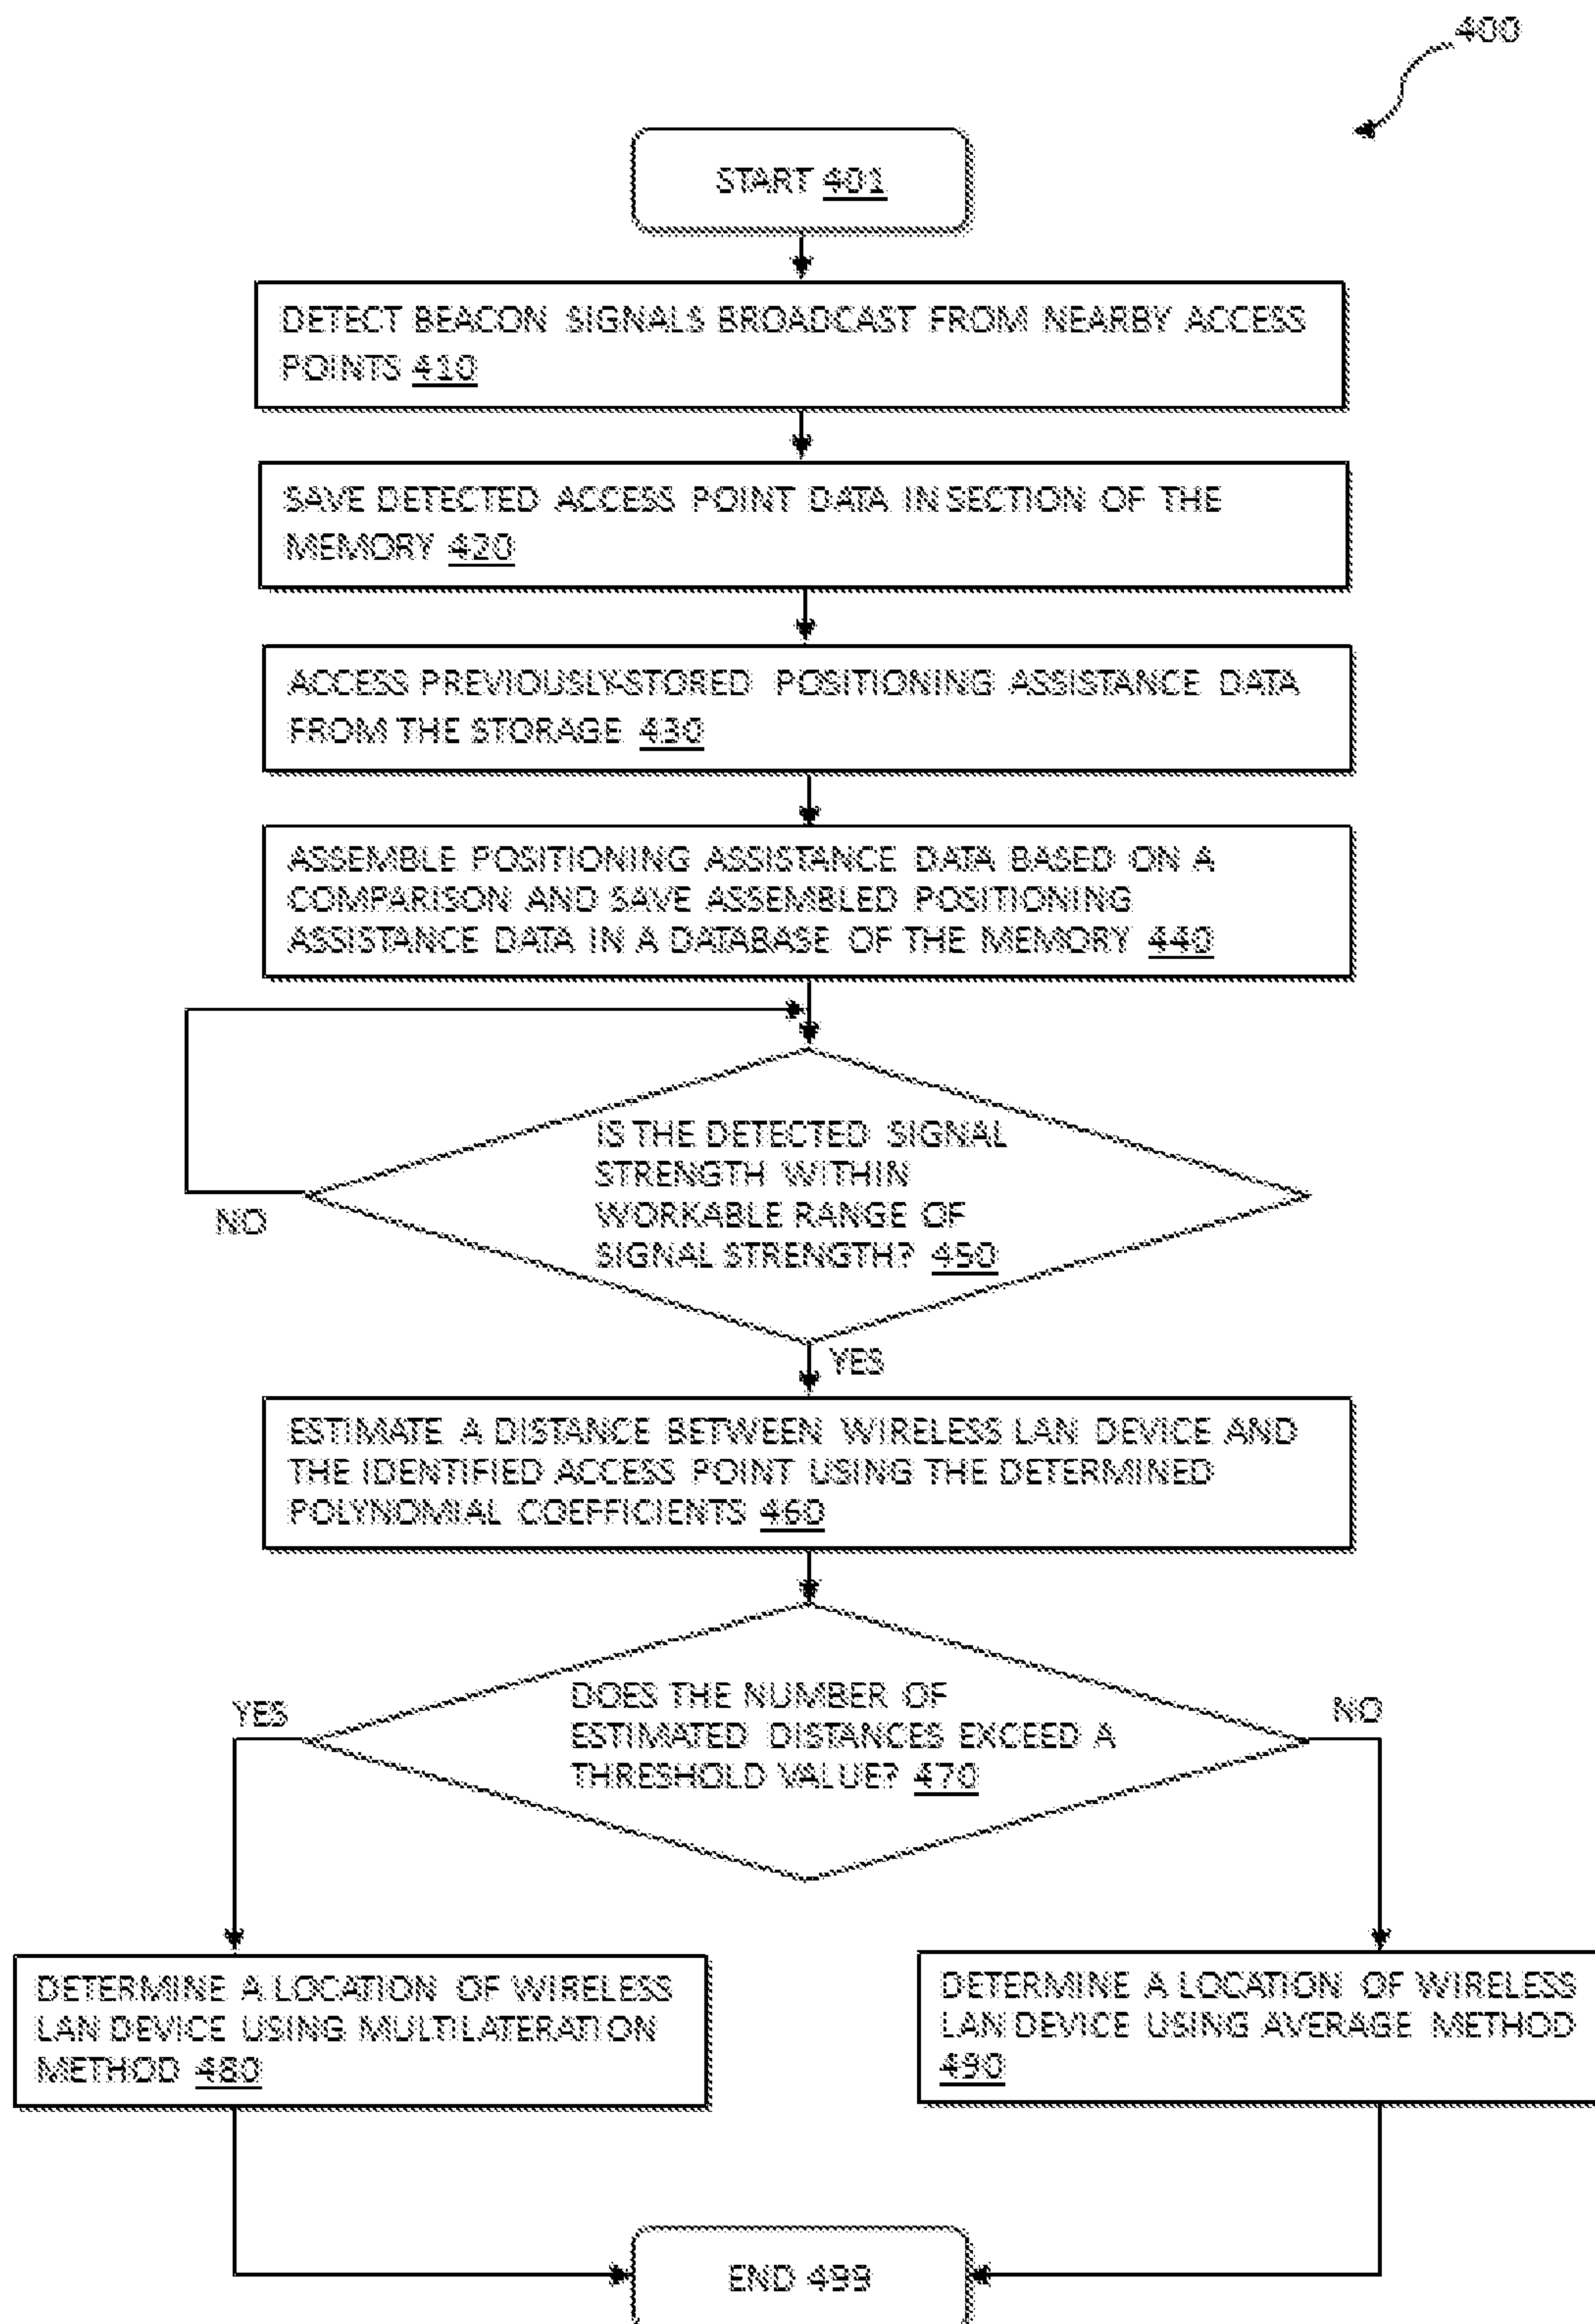 400
START 401
DETECT BEACON SIGNALS BROADCAST FROM NEARBY ACCESS
POINTS 410
SAVE DETECTED ACCESS POINT DATA IN SECTION OF THE
MEMORY 420
ACCESS PREVIOUSLY-STORED POSITIONING ASSISTANCE DATA
FROM THE STORAGE 430
ASSEMBLE POSITIONING ASSISTANCE DATA BASED ON A
COMPARISON AND SAVE ASSEMBLED POSITIONING
ASSISTANCE DATA IN A DATABASE OF THE MEMORY 440
IS THE DETECTED SIGNAL
STRENGTH WITHIN
WORKABLE RANGE OF
SIGNAL STRENGTH? 450
NO
YES
ESTIMATE A DISTANCE BETWEEN WIRELESS LAN DEVICE AND
THE IDENTIFIED ACCESS POINT USING THE DETERMINED
POLYNOMIAL COEFFICIENTS 460
DOES THE NUMBER OF
ESTIMATED DISTANCES EXCEED A
THRESHOLD VALUE? 470
YES
NO
DETERMINE A LOCATION OF WIRELESS
LAN DEVICE USING MULTILATERATION
METHOD 480
DETERMINE A LOCATION OF WIRELESS
LAN DEVICE USING AVERAGE METHOD
490
END 499